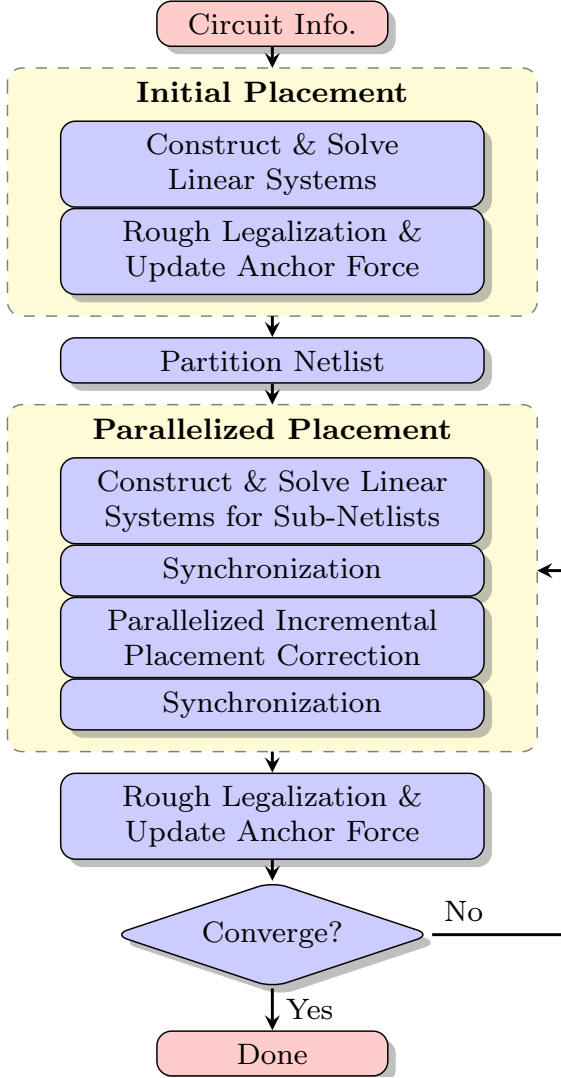 Circuit Info.
Initial Placement
Construct & Solve
Linear Systems
Rough Legalization &
Update Anchor Force
Partition Netlist
Parallelized Placement
Construct & Solve Linear
Systems for Sub-Netlists
Synchronization
Parallelized Incremental
Placement Correction
Synchronization
Rough Legalization &
Update Anchor Force
Converge?
No
Yes
Done